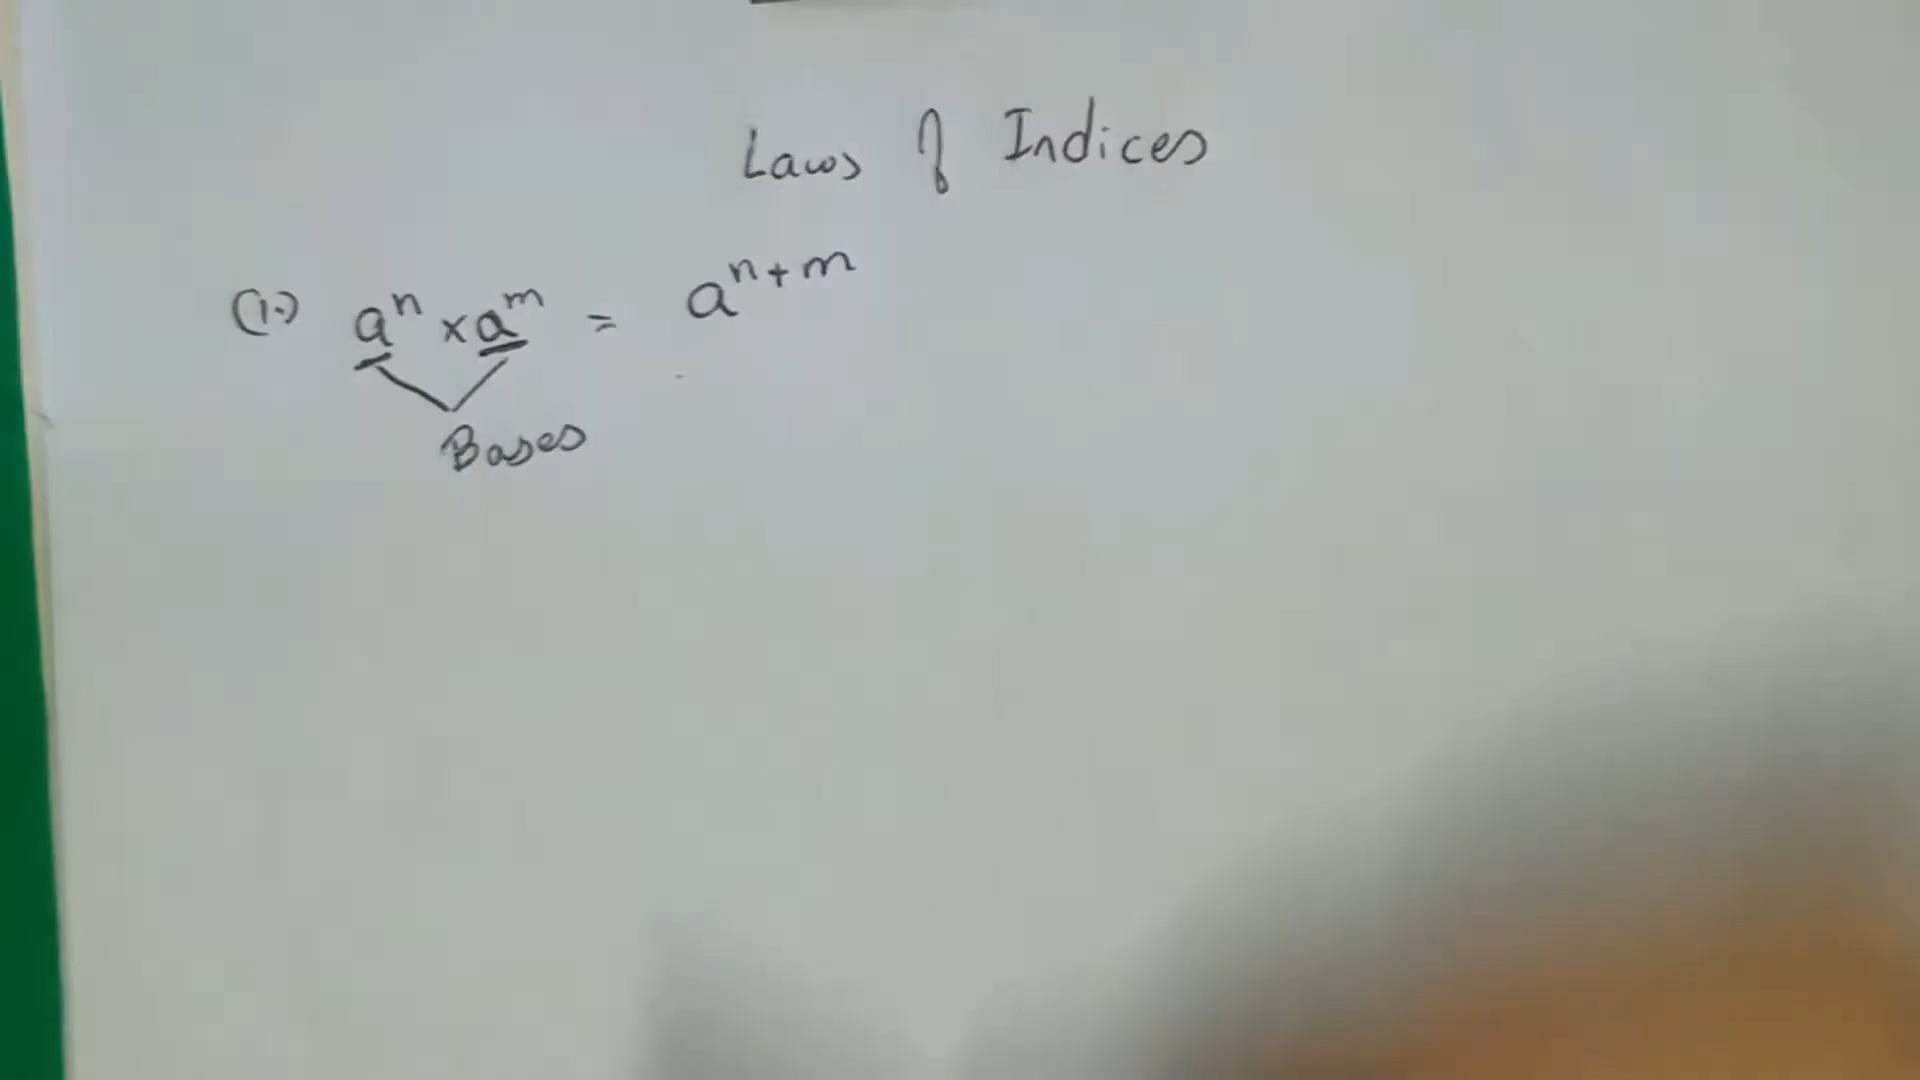 Laws of Indices
(1.) aⁿ × aᵐ = aⁿ⁺ᵐ
Bases